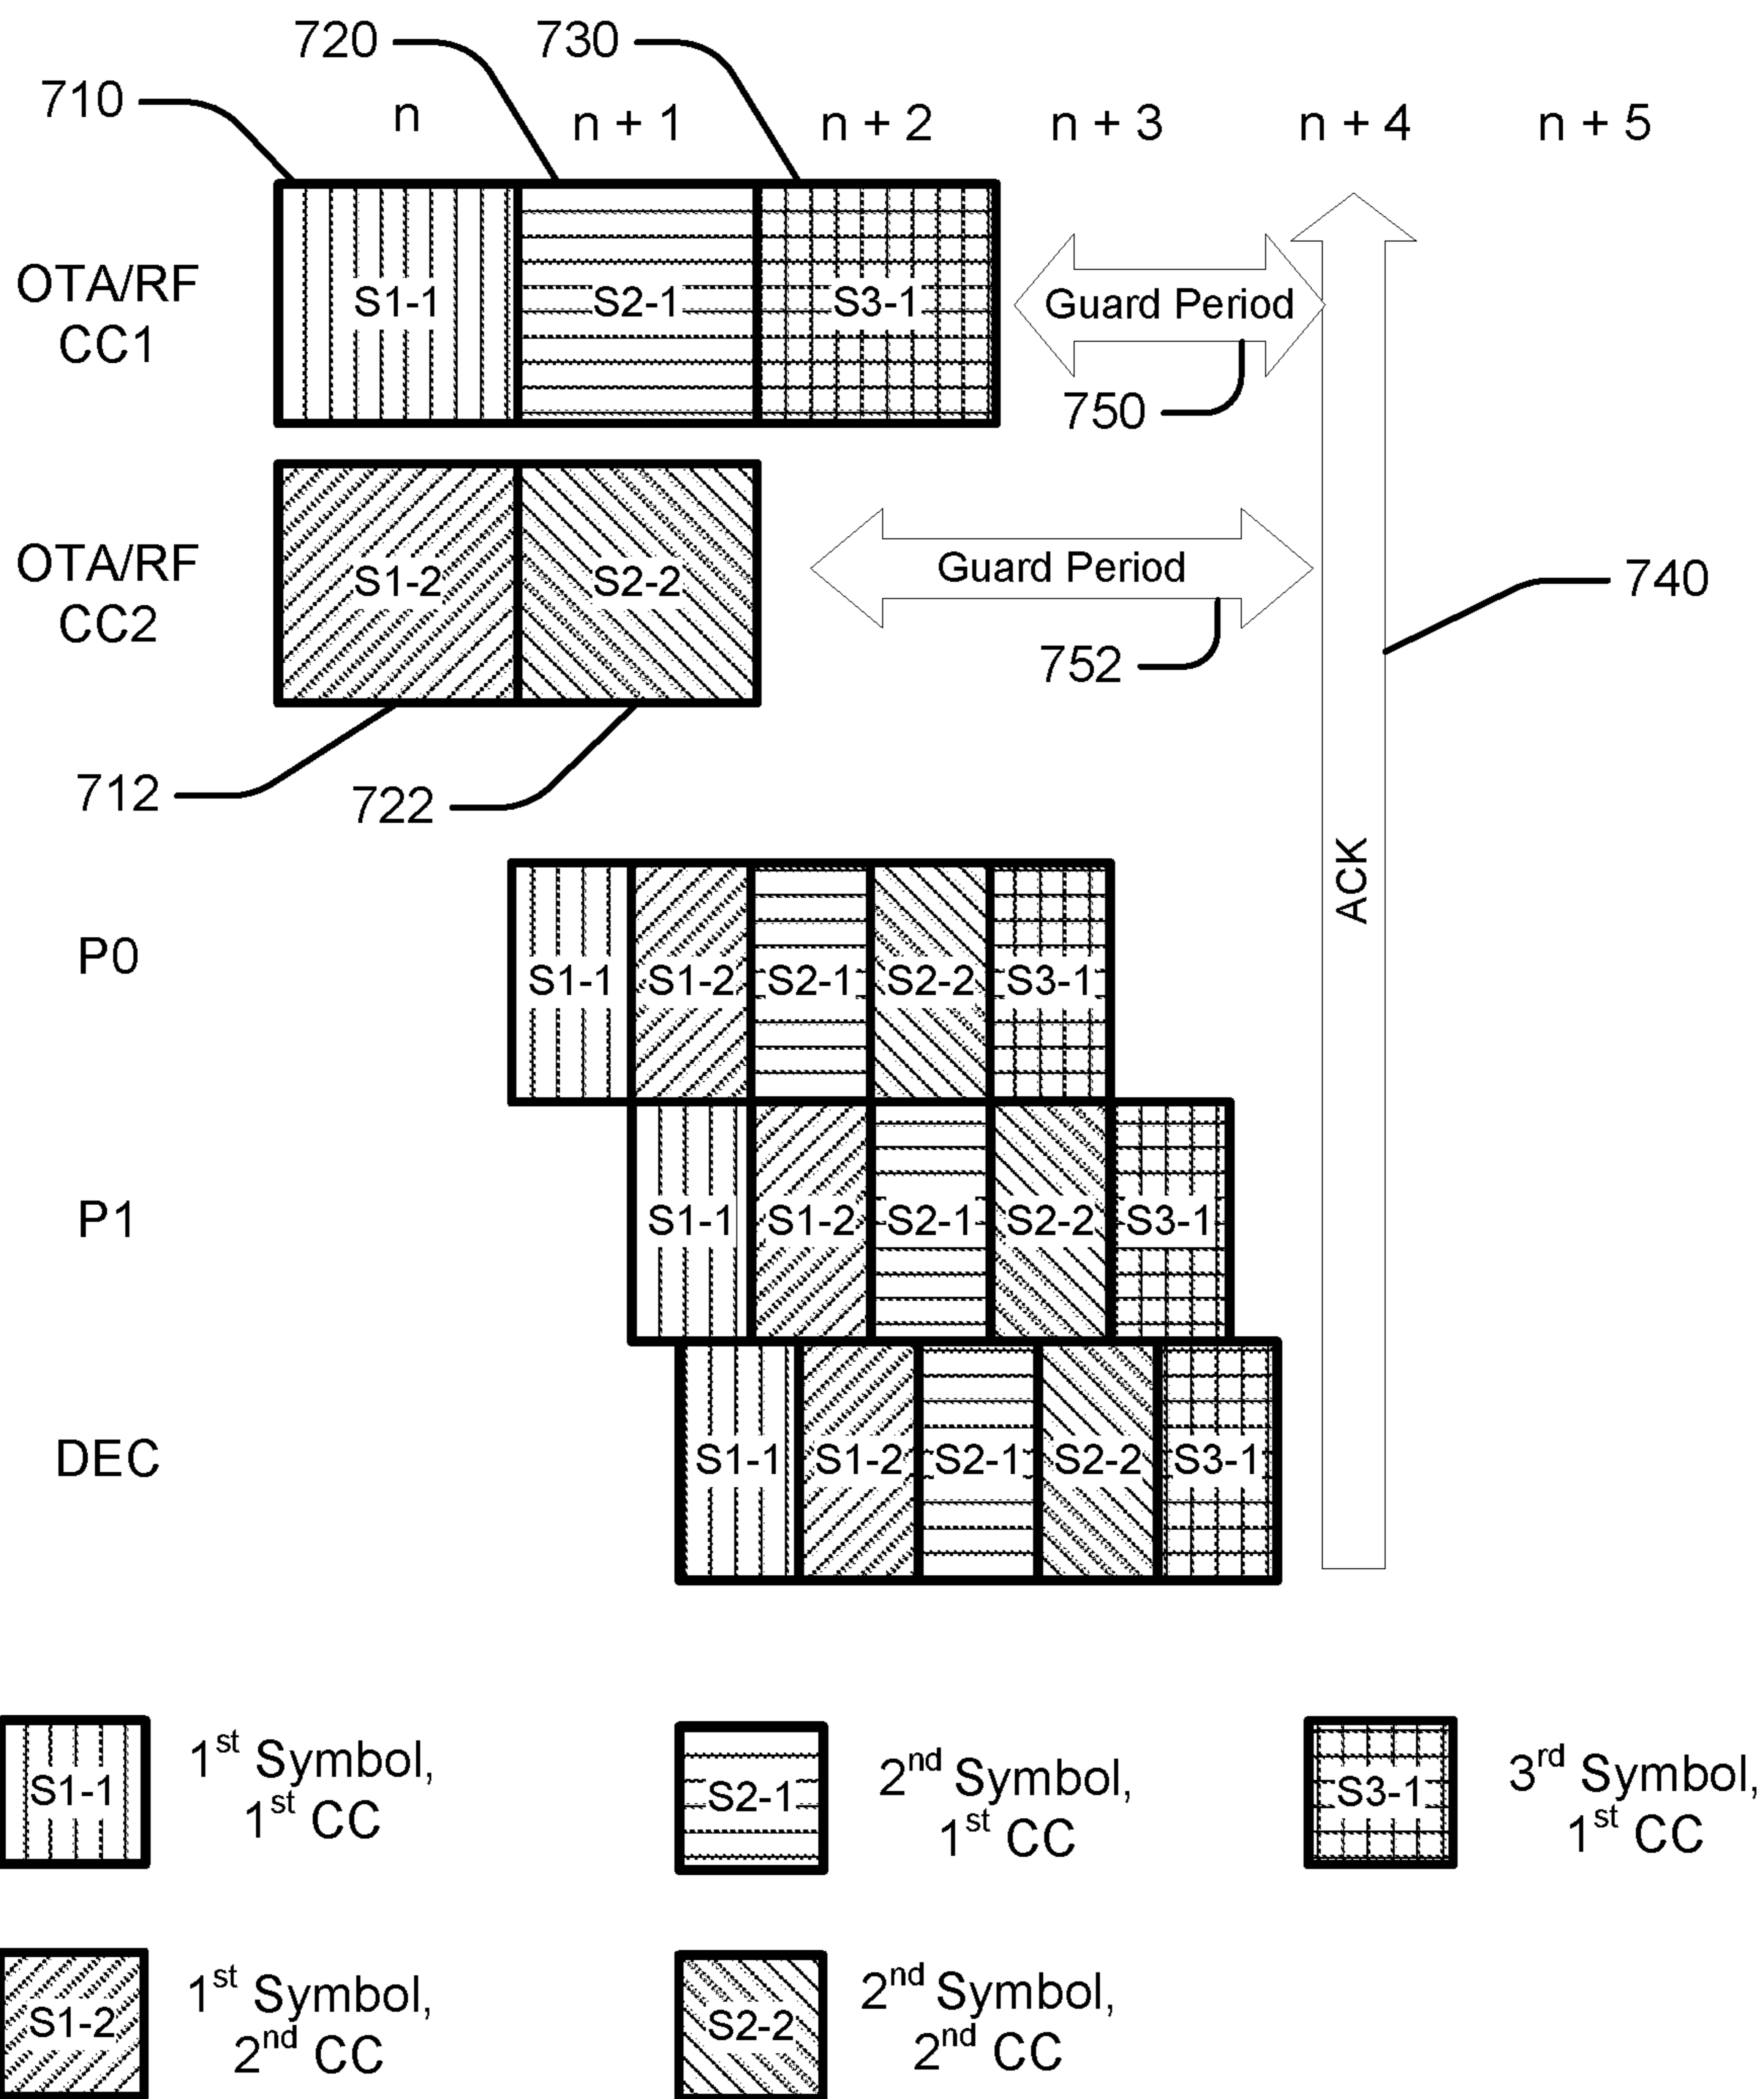 720 730
710 n n + 1 n + 2 n + 3 n + 4 n + 5
OTA/RF
CC1
S1-1 S2-1 S3-1 Guard Period
750
OTA/RF
CC2
S1-2 S2-2 Guard Period
740
752
712 722
ACK
P0
S1-1 S1-2 S2-1 S2-2 S3-1
P1
S1-1 S1-2 S2-1 S2-2 S3-1
DEC
S1-1 S1-2 S2-1 S2-2 S3-1
S1-1
1st Symbol,
1st CC
S2-1
2nd Symbol,
1st CC
S3-1
3rd Symbol,
1st CC
S1-2
1st Symbol,
2nd CC
S2-2
2nd Symbol,
2nd CC